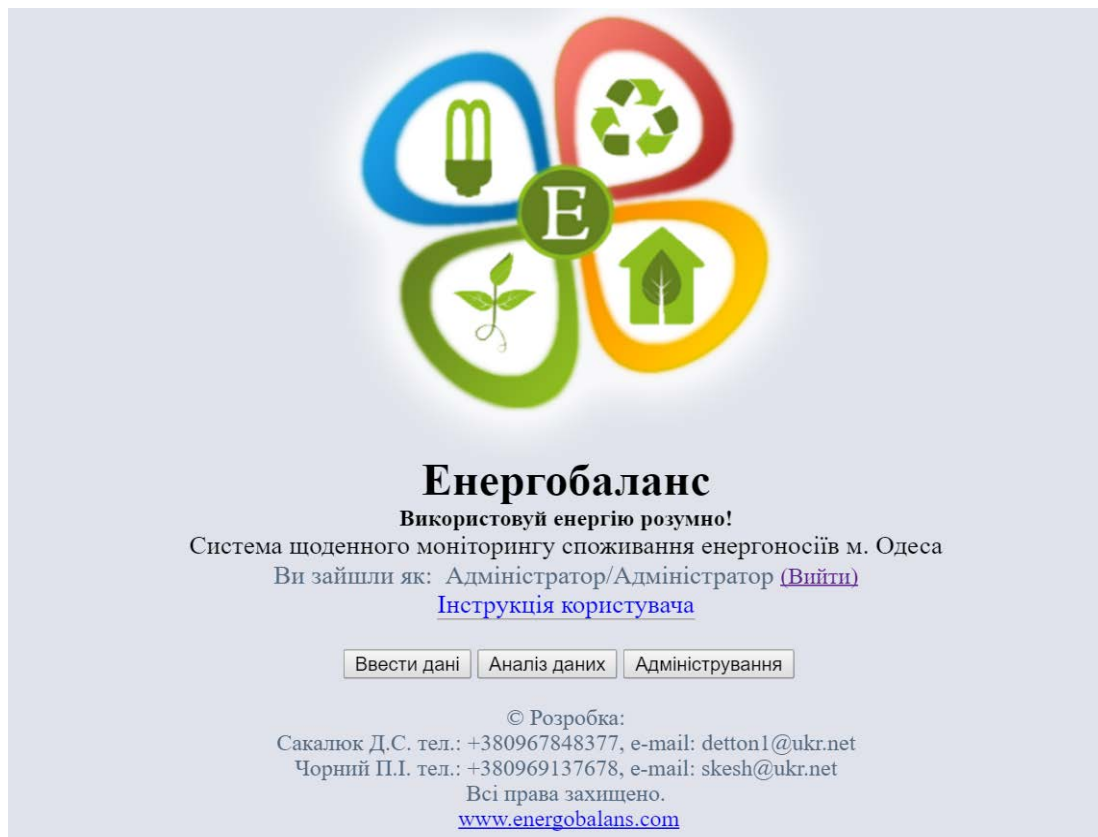 E
Енергобаланс
Використовуй енергію розумно!
Система щоденного моніторингу споживання енергоносіїв м. Одеса
Ви зайшли як: Адміністратор/Адміністратор (Вийти)
Інструкція користувача
Ввести дані Аналіз даних Адміністрування
© Розробка:
Сакалюк Д.С. тел.: +380967848377, e-mail: detton1@ukr.net
Чорний П.І. тел.: +380969137678, e-mail: skesh@ukr.net
Всі права захищено.
www.energobalans.com